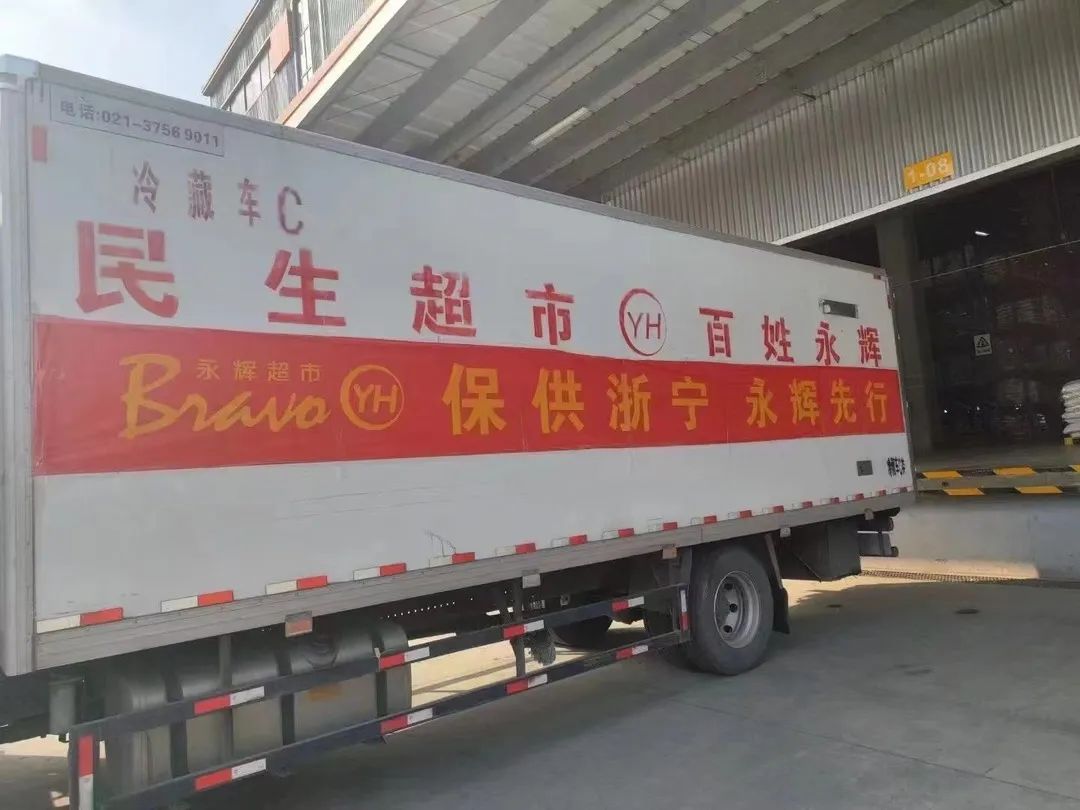 电话:021-3756 9011
冷藏车C
民生超市 YH 百姓永辉
永辉超市
Bravo YH 保供浙宁 永辉先行
1-08